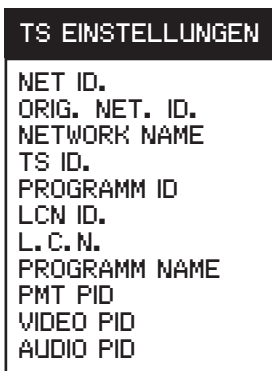 TS EINSTELLUNGEN
NET ID.
ORIG. NET. ID.
NETWORK NAME
TS ID.
PROGRAMM ID
LCN ID.
L.C.N.
PROGRAMM NAME
PMT PID
VIDEO PID
AUDIO PID